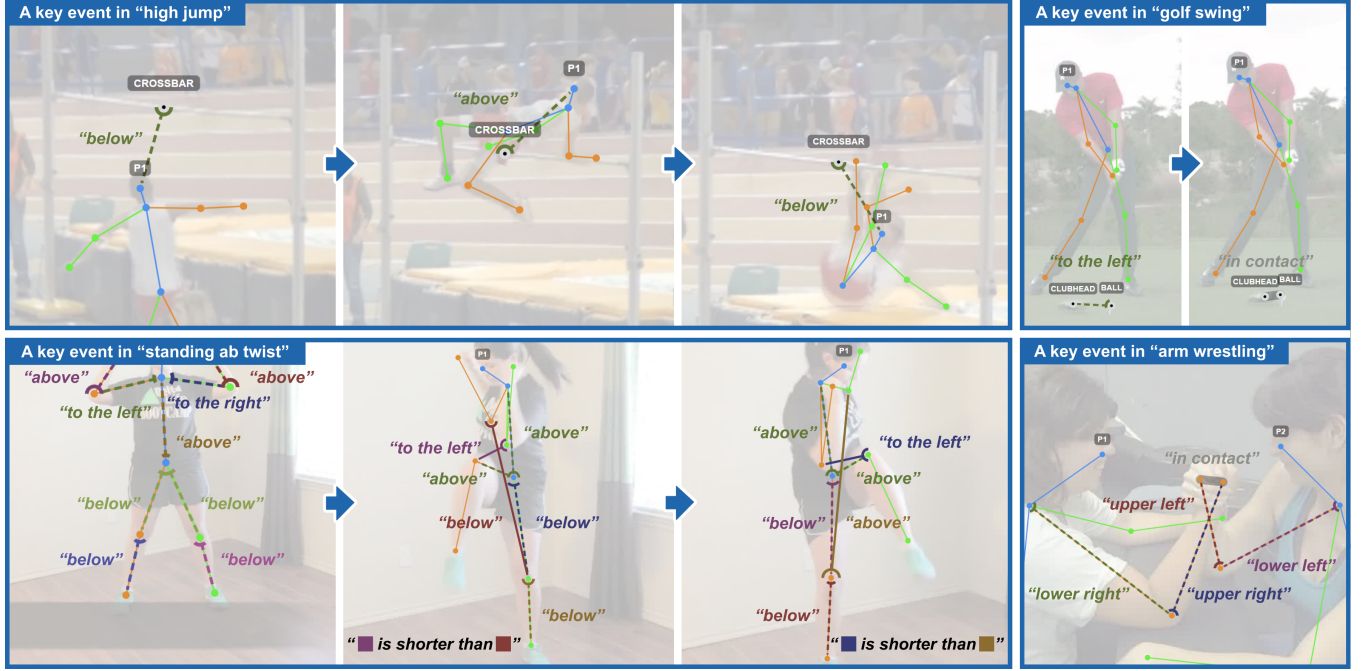 A key event in “high jump”
CROSSBAR
“below”
P1
P1
“above”
CROSSBAR
CROSSBAR
“below”
P1
A key event in “golf swing”
P1
“to the left”
CLUBHEAD BALL
P1
“in contact”
CLUBHEAD BALL
A key event in “standing ab twist”
“above” “above”
“to the left” “to the right”
“above”
“below” “below”
“below” “below”
P1
“to the left” “above”
“above”
“below” “below”
“below”
“ is shorter than ”
P1
“above” “to the left”
“above”
“below” “above”
“below”
“ is shorter than ”
A key event in “arm wrestling”
P1
P2
“in contact”
“upper left”
“lower left”
“lower right” “upper right”